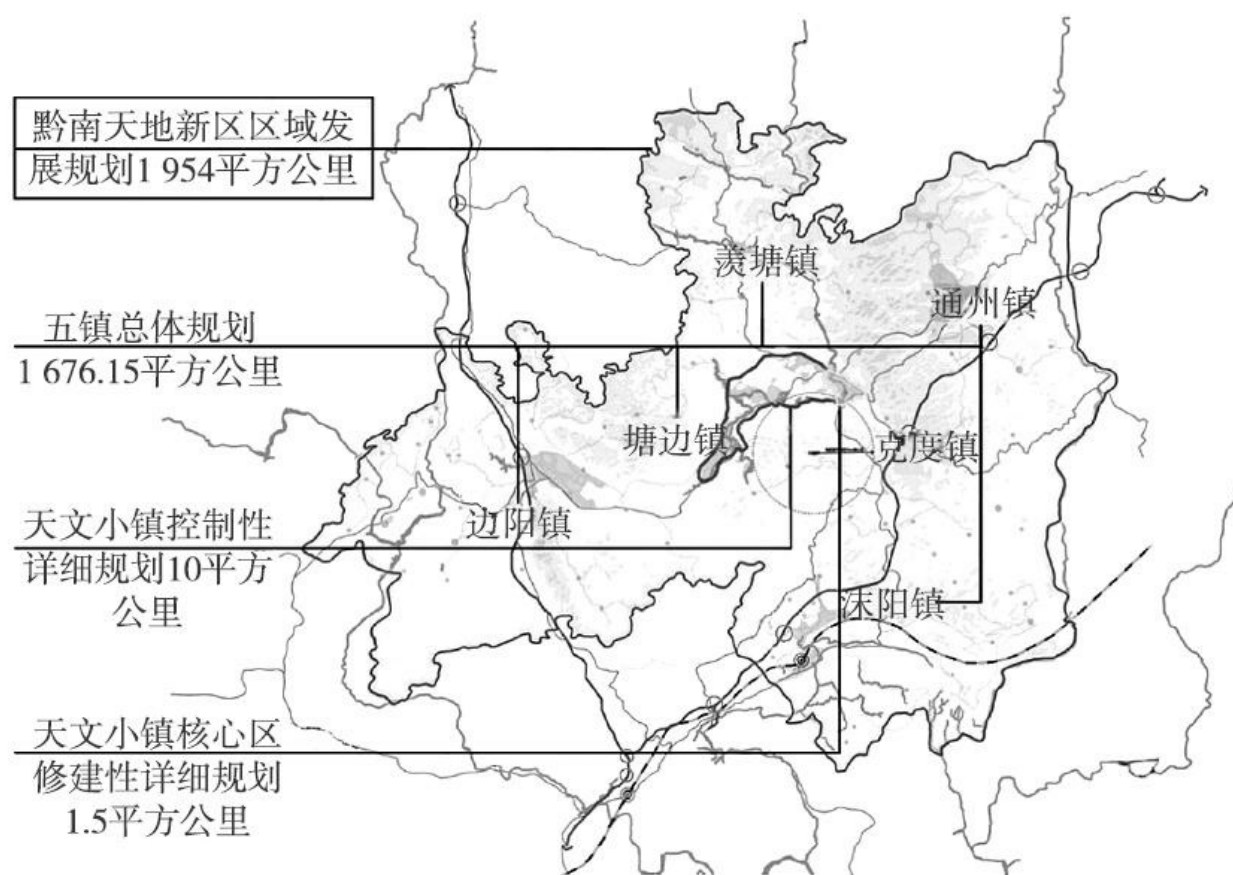 黔南天地新区区域发
展规划1 954平方公里
羡塘镇
通州镇
五镇总体规划
1 676.15平方公里
塘边镇
克度镇
边阳镇
天文小镇控制性
详细规划10平方
公里
沫阳镇
天文小镇核心区
修建性详细规划
1.5平方公里